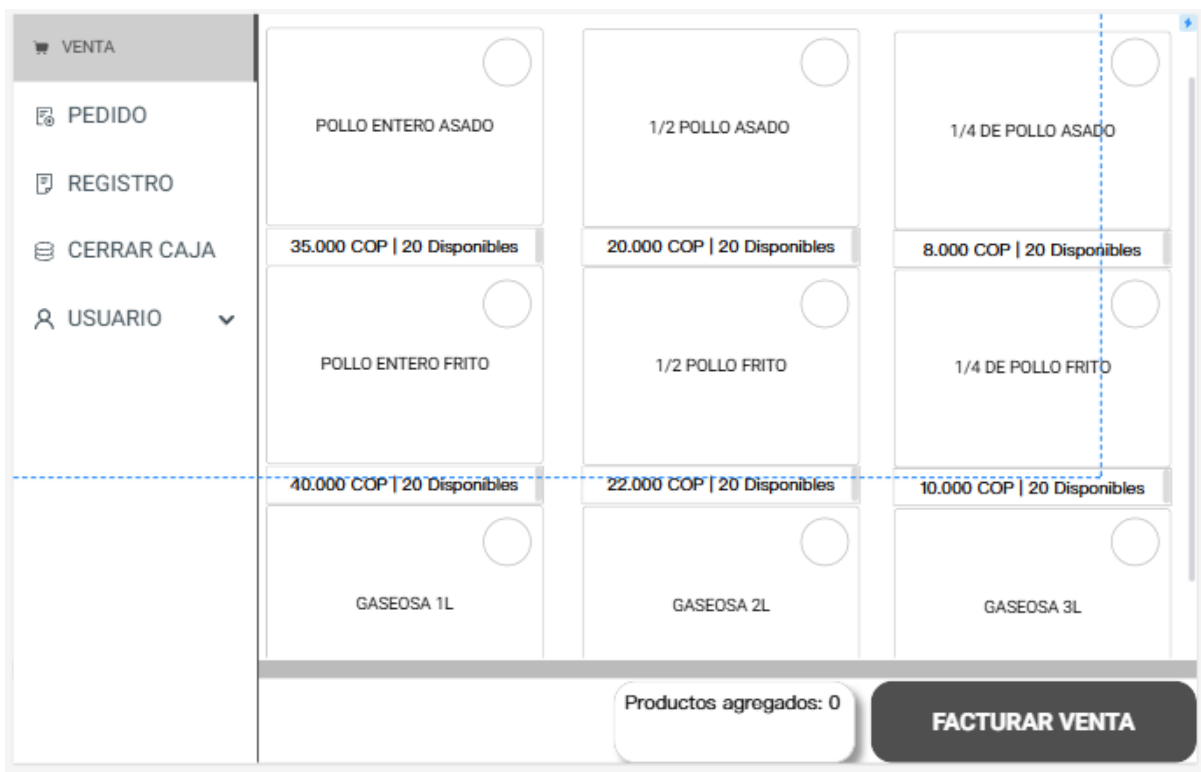 VENTA
PEDIDO
REGISTRO
CERRAR CAJA
USUARIO
POLLO ENTERO ASADO
1/2 POLLO ASADO
1/4 DE POLLO ASADO
35.000 COP | 20 Disponibles
20.000 COP | 20 Disponibles
8.000 COP | 20 Disponibles
POLLO ENTERO FRITO
1/2 POLLO FRITO
1/4 DE POLLO FRITO
40.000 COP | 20 Disponibles
22.000 COP | 20 Disponibles
10.000 COP | 20 Disponibles
GASEOSA 1L
GASEOSA 2L
GASEOSA 3L
Productos agregados: 0
FACTURAR VENTA